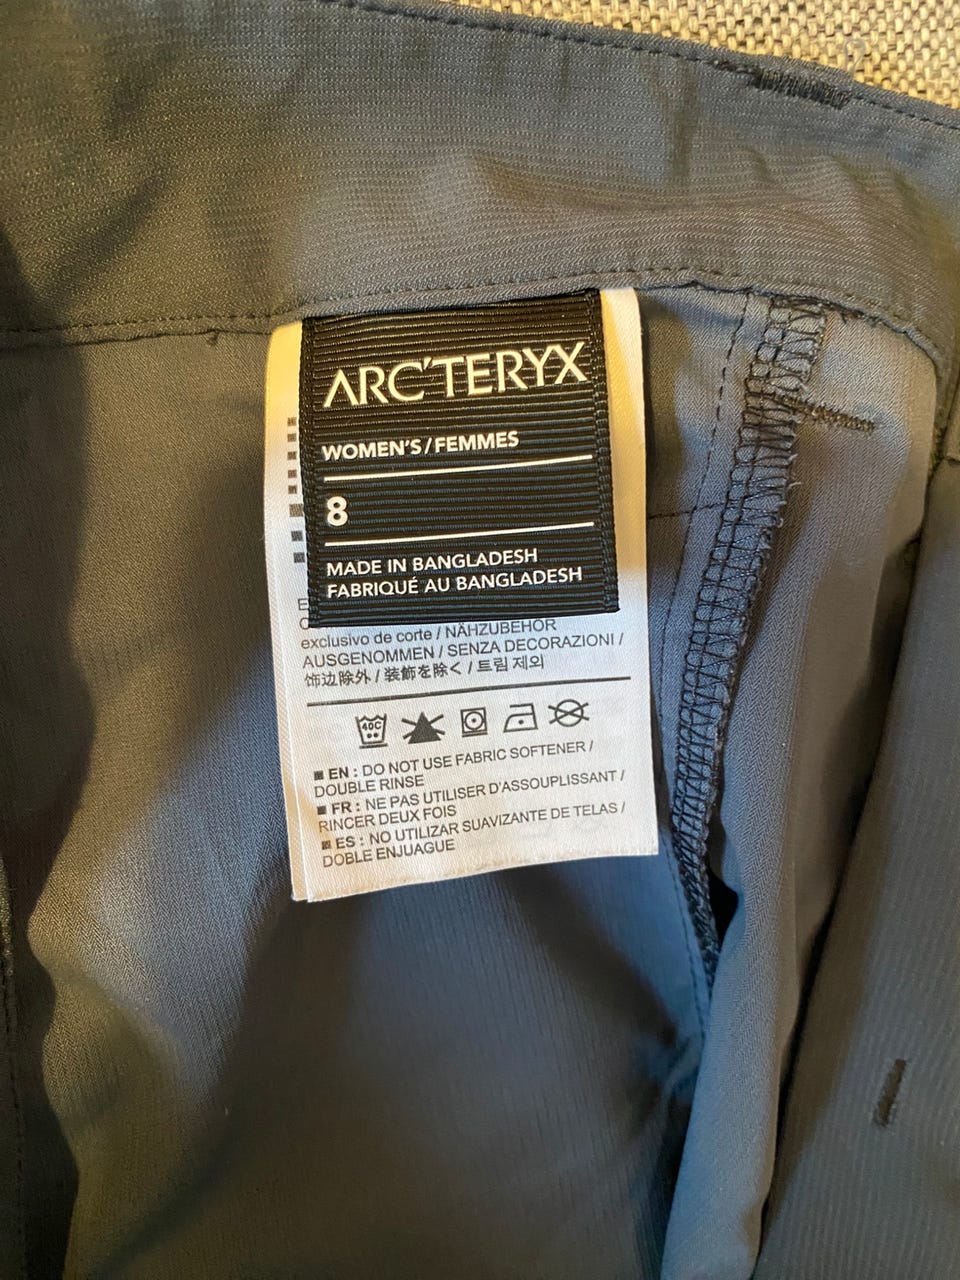 ARC'TERYX
WOMEN'S/FEMMES
8
MADE IN BANGLADESH
FABRIQUÉ AU BANGLADESH
exclusivo de corte / NÄHZUBEHÖR
AUSGENOMMEN / SENZA DECORAZIONI /
饰边除外 / 装飾を除く / 트림 제외
40C
■ EN : DO NOT USE FABRIC SOFTENER /
DOUBLE RINSE
■ FR : NE PAS UTILISER D'ASSOUPLISSANT /
RINCER DEUX FOIS
■ ES : NO UTILIZAR SUAVIZANTE DE TELAS /
DOBLE ENJUAGUE